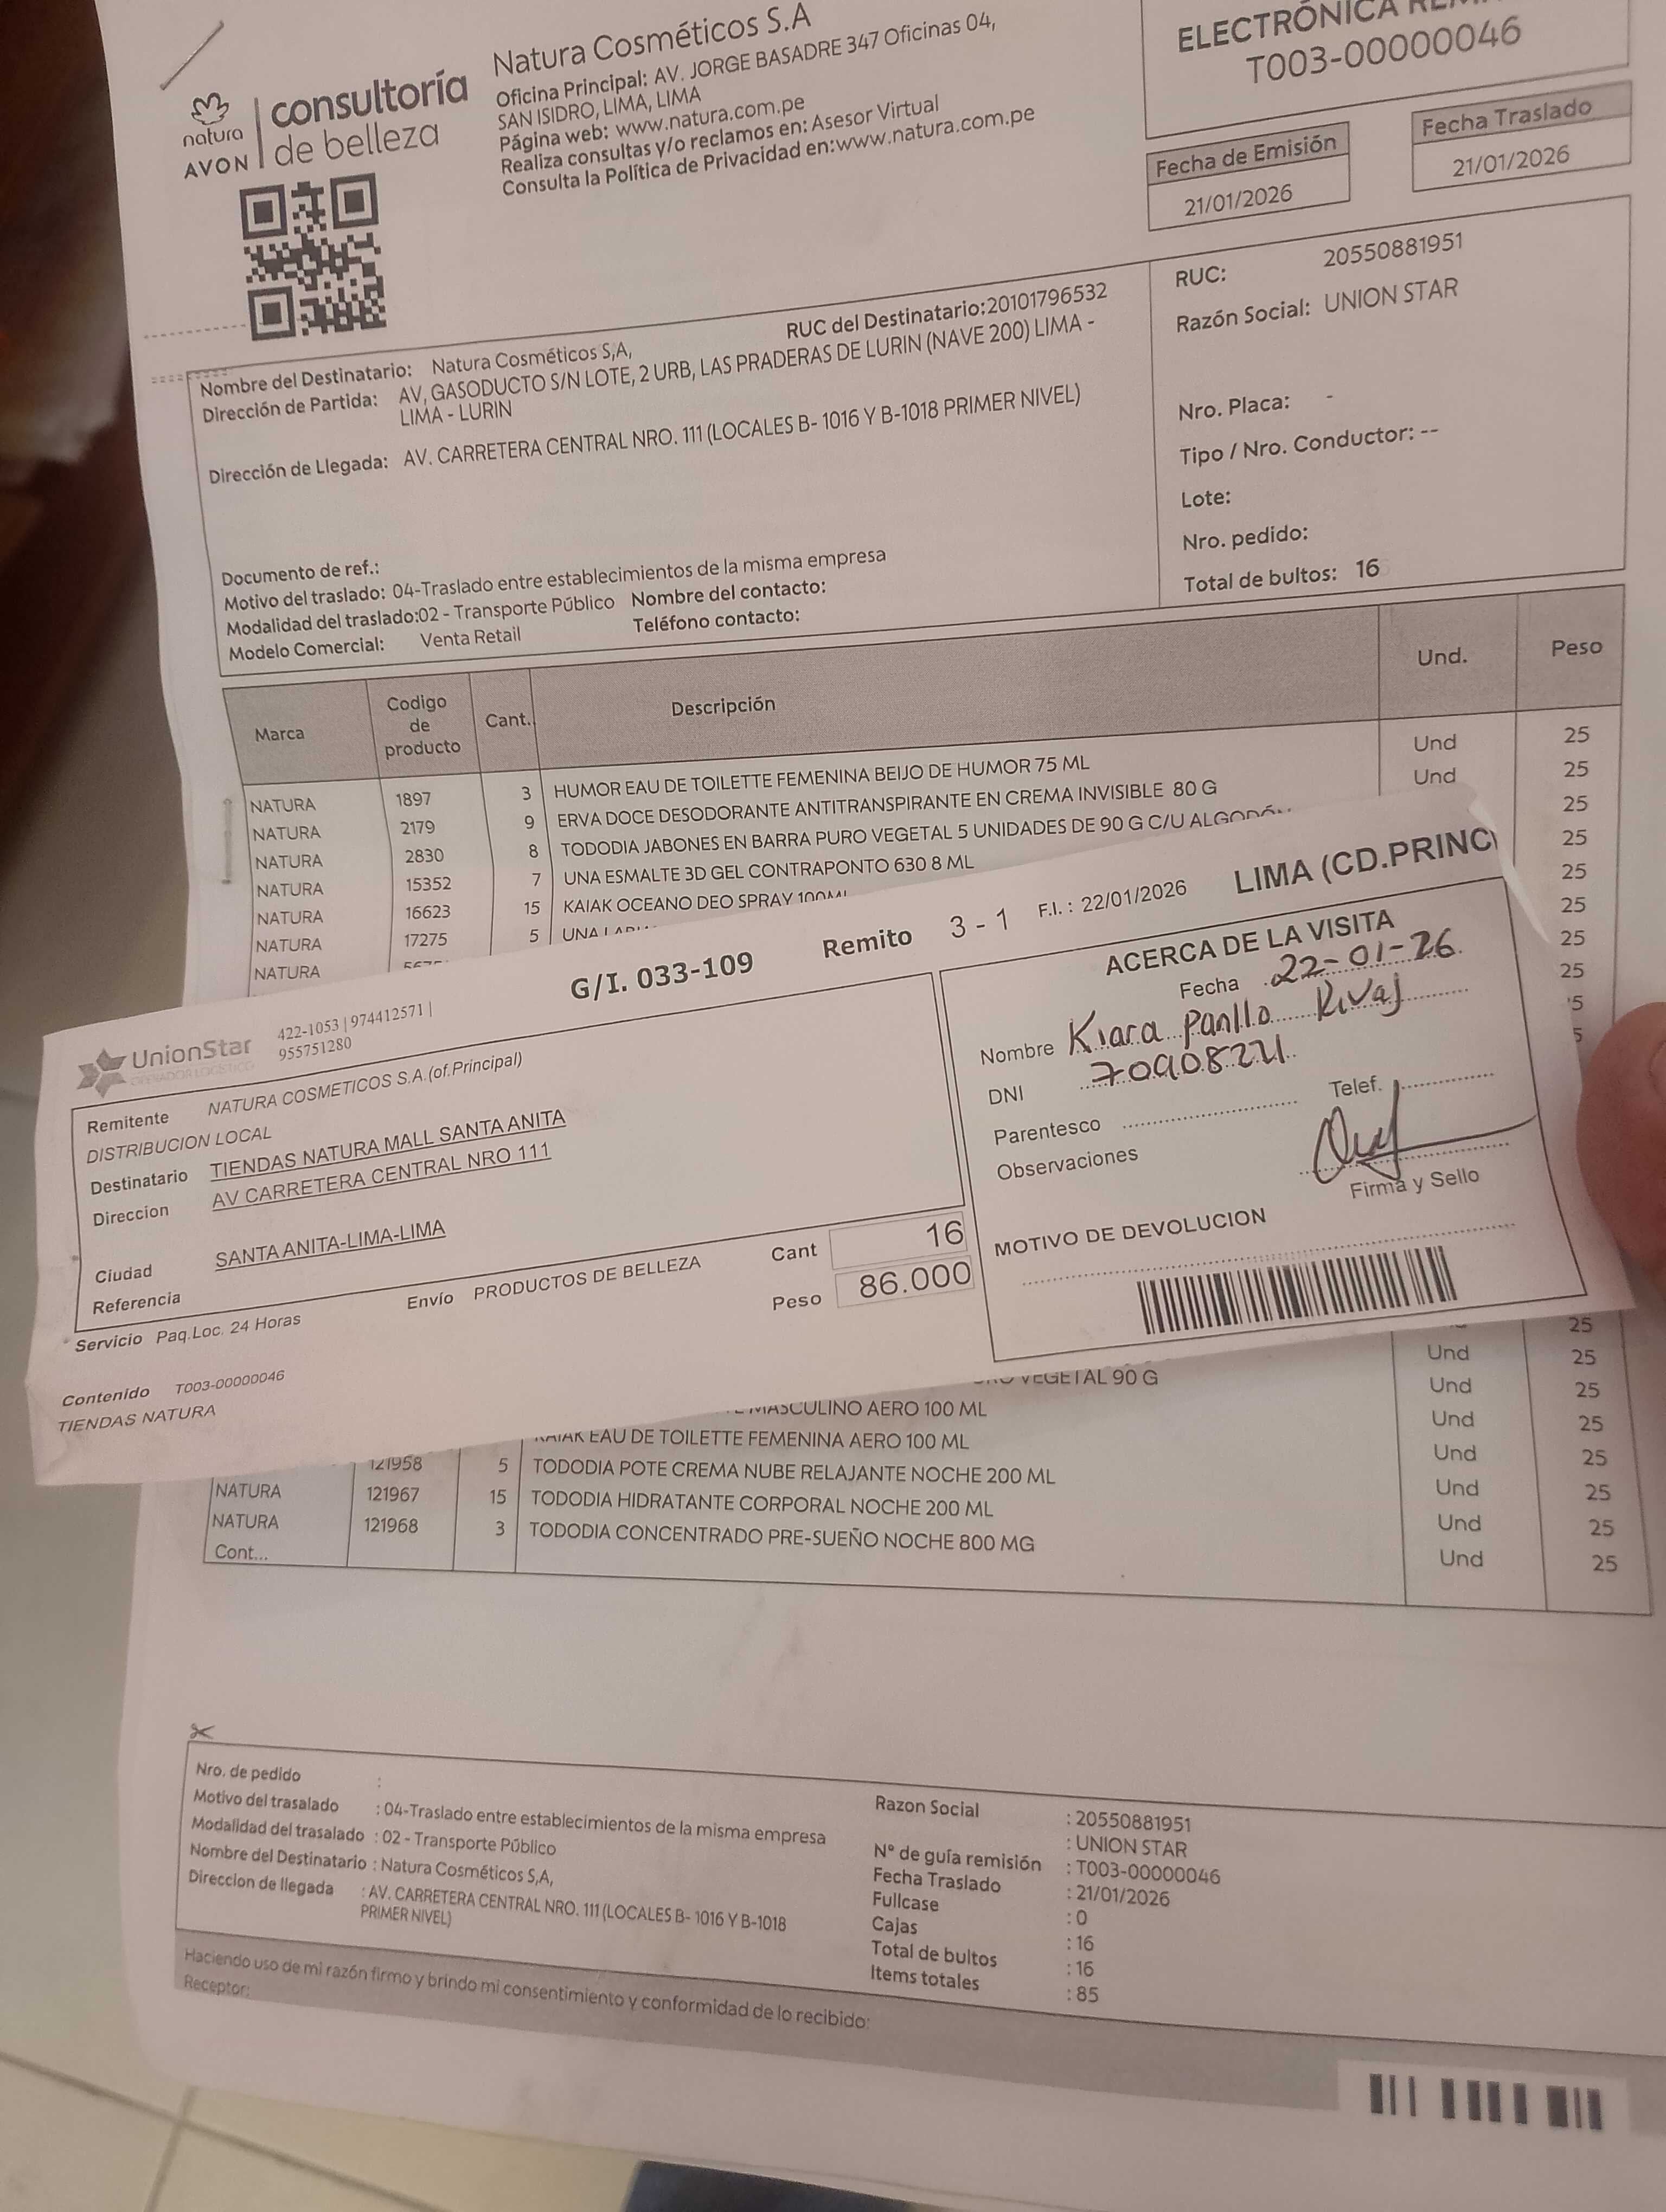 natura
AVON
consultoría
de belleza
Natura Cosméticos S.A
Oficina Principal: AV. JORGE BASADRE 347 Oficinas 04,
SAN ISIDRO, LIMA, LIMA
Página web: www.natura.com.pe
Realiza consultas y/o reclamos en: Asesor Virtual
Consulta la Política de Privacidad en:www.natura.com.pe
ELECTRÓNICA
T003-00000046
Fecha de Emisión
21/01/2026
Fecha Traslado
21/01/2026
RUC del Destinatario:20101796532
Nombre del Destinatario: Natura Cosméticos S,A,
Dirección de Partida: AV, GASODUCTO S/N LOTE, 2 URB, LAS PRADERAS DE LURIN (NAVE 200) LIMA -
LIMA - LURIN
Dirección de Llegada: AV. CARRETERA CENTRAL NRO. 111 (LOCALES B- 1016 Y B-1018 PRIMER NIVEL)
Documento de ref.:
Motivo del traslado: 04-Traslado entre establecimientos de la misma empresa
Modalidad del traslado:02 - Transporte Público Nombre del contacto:
Modelo Comercial: Venta Retail Teléfono contacto:
RUC: 20550881951
Razón Social: UNION STAR
Nro. Placa: -
Tipo / Nro. Conductor: --
Lote:
Nro. pedido:
Total de bultos: 16
Marca Codigo de producto Cant. Descripción Und. Peso
NATURA 1897 3 HUMOR EAU DE TOILETTE FEMENINA BEIJO DE HUMOR 75 ML Und 25
NATURA 2179 9 ERVA DOCE DESODORANTE ANTITRANSPIRANTE EN CREMA INVISIBLE 80 G Und 25
NATURA 2830 8 TODODIA JABONES EN BARRA PURO VEGETAL 5 UNIDADES DE 90 G C/U ALGODÓN 25
NATURA 15352 7 UNA ESMALTE 3D GEL CONTRAPONTO 630 8 ML 25
NATURA 16623 15 KAIAK OCEANO DEO SPRAY 100ML 25
NATURA 17275 5 UNA 25
NATURA 25
25
UnionStar
OPERADOR LOGISTICO
422-1053 | 974412571 |
955751280
G/I. 033-109
Remito 3 - 1
F.I. : 22/01/2026
LIMA (CD.PRINC
Remitente NATURA COSMETICOS S.A.(of.Principal)
DISTRIBUCION LOCAL
Destinatario TIENDAS NATURA MALL SANTA ANITA
Direccion AV CARRETERA CENTRAL NRO 111
Ciudad SANTA ANITA-LIMA-LIMA
Referencia
Servicio Paq.Loc. 24 Horas
Envío PRODUCTOS DE BELLEZA
Cant 16
Peso 86.000
Contenido T003-00000046
TIENDAS NATURA
ACERCA DE LA VISITA
Fecha 22-01-26
Nombre Kiara
DNI
Parentesco Telef.
Observaciones
Firma y Sello
MOTIVO DE DEVOLUCION
25
VEGETAL 90 G Und 25
MASCULINO AERO 100 ML Und 25
KAIAK EAU DE TOILETTE FEMENINA AERO 100 ML Und 25
121958 5 TODODIA POTE CREMA NUBE RELAJANTE NOCHE 200 ML Und 25
NATURA 121967 15 TODODIA HIDRATANTE CORPORAL NOCHE 200 ML Und 25
NATURA 121968 3 TODODIA CONCENTRADO PRE-SUEÑO NOCHE 800 MG Und 25
Cont... Und 25
Nro. de pedido :
Motivo del trasalado : 04-Traslado entre establecimientos de la misma empresa
Modalidad del trasalado : 02 - Transporte Público
Nombre del Destinatario : Natura Cosméticos S,A,
Direccion de llegada : AV. CARRETERA CENTRAL NRO. 111 (LOCALES B- 1016 Y B-1018
PRIMER NIVEL)
Razon Social : 20550881951
: UNION STAR
N° de guía remisión : T003-00000046
Fecha Traslado : 21/01/2026
Fullcase : 0
Cajas : 16
Total de bultos : 16
Items totales : 85
Haciendo uso de mi razón firmo y brindo mi consentimiento y conformidad de lo recibido:
Receptor: